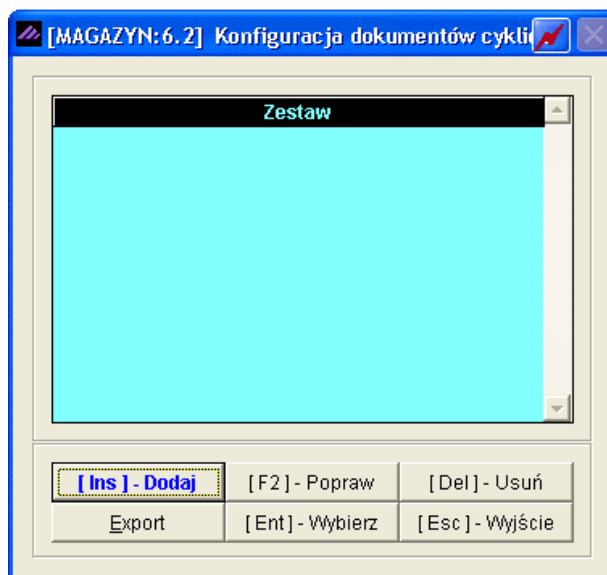 [MAGAZYN:6.2] Konfiguracja dokumentów cykli
Zestaw
[ Ins ] - Dodaj [ F2 ] - Popraw [ Del ] - Usuń
Export [ Ent ] - Wybierz [ Esc ] - Wyjście